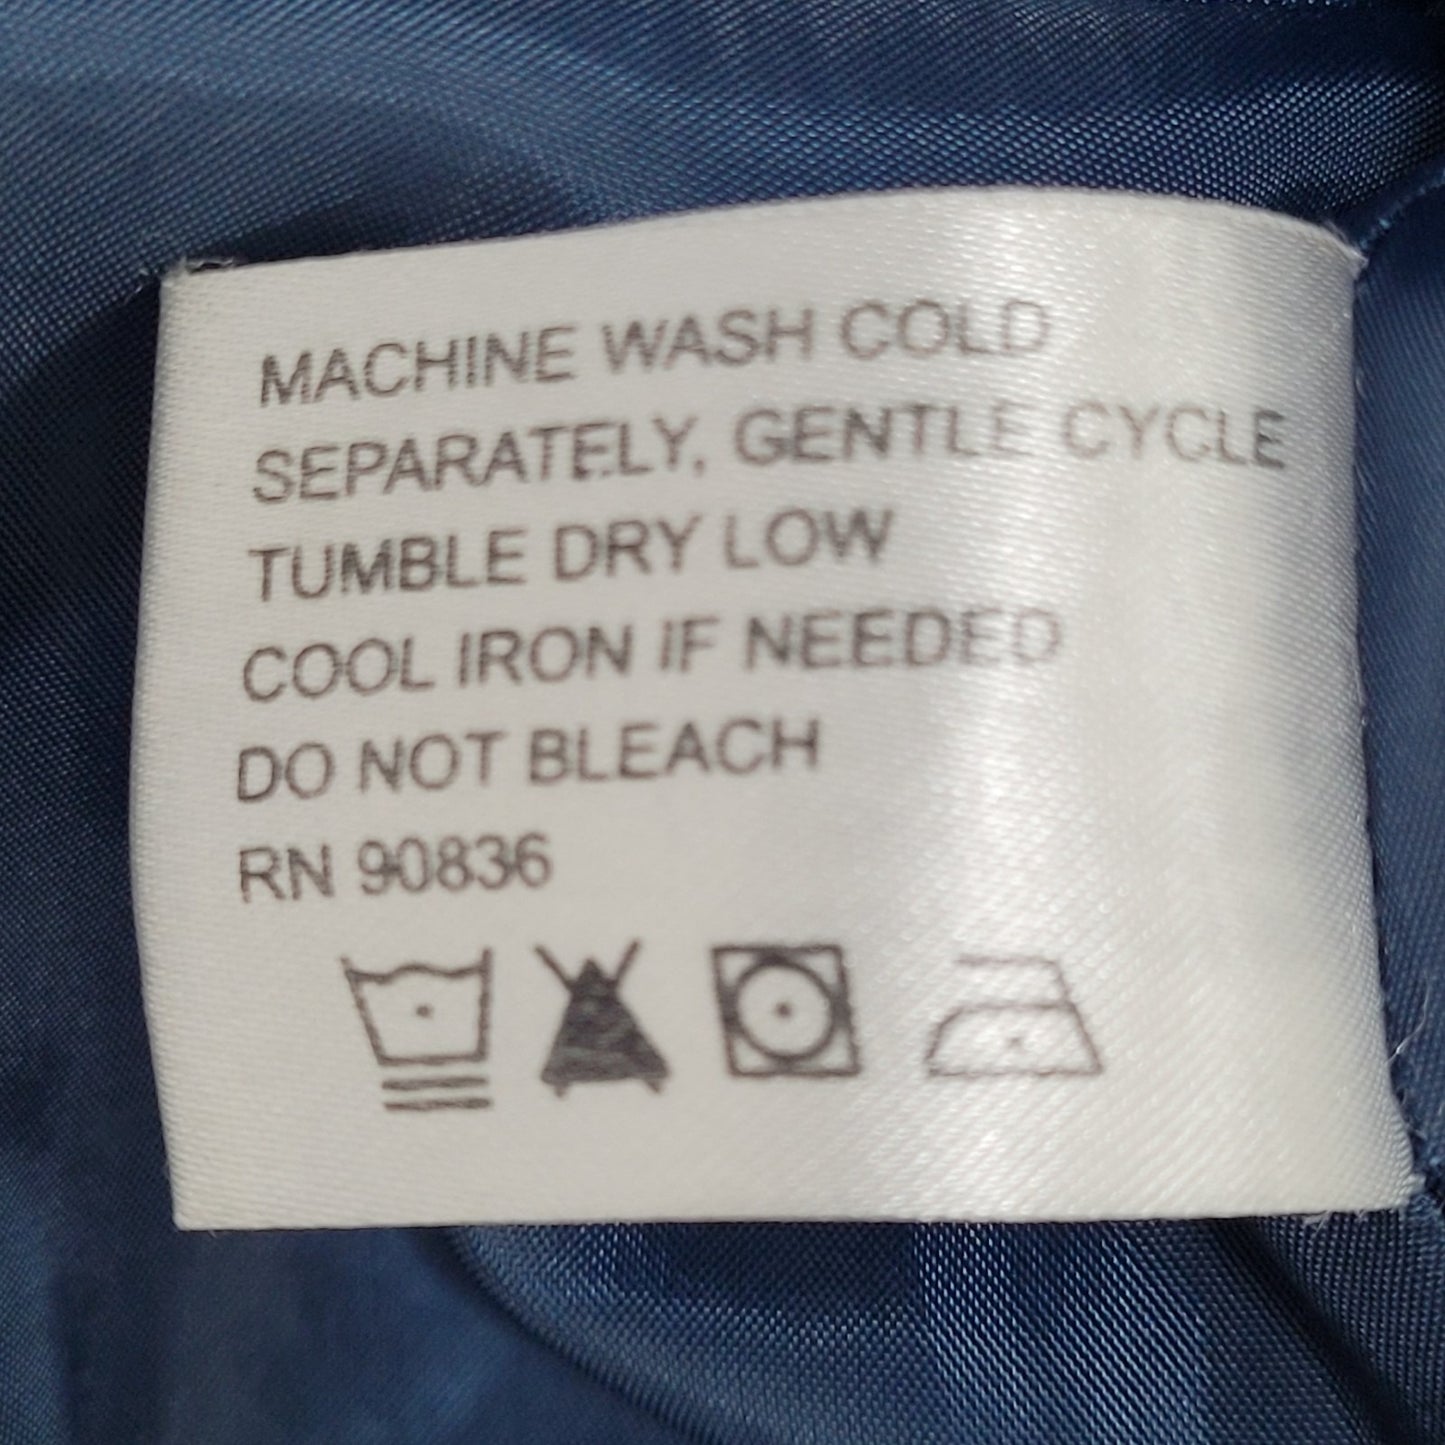 MACHINE WASH COLD
SEPARATELY, GENTLE CYCLE
TUMBLE DRY LOW
COOL IRON IF NEEDED
DO NOT BLEACH
RN 90836